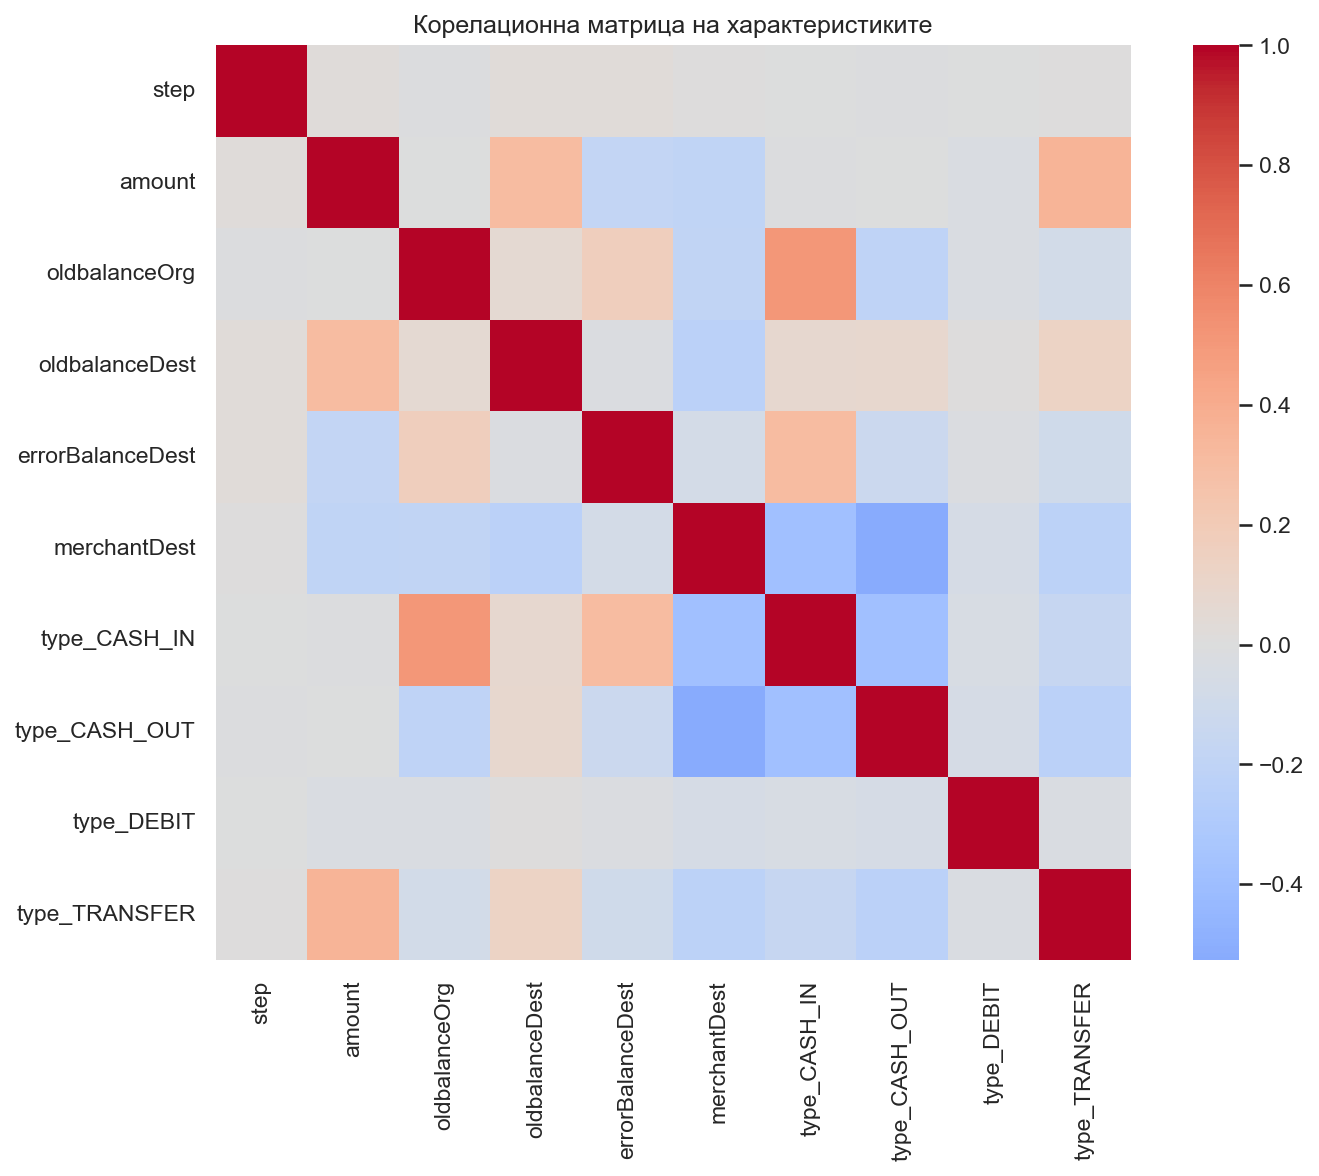 Корелационна матрица на характеристиките
step
amount
oldbalanceOrg
oldbalanceDest
errorBalanceDest
merchantDest
type_CASH_IN
type_CASH_OUT
type_DEBIT
type_TRANSFER
step
amount
oldbalanceOrg
oldbalanceDest
errorBalanceDest
merchantDest
type_CASH_IN
type_CASH_OUT
type_DEBIT
type_TRANSFER
1.0
0.8
0.6
0.4
0.2
0.0
−0.2
−0.4